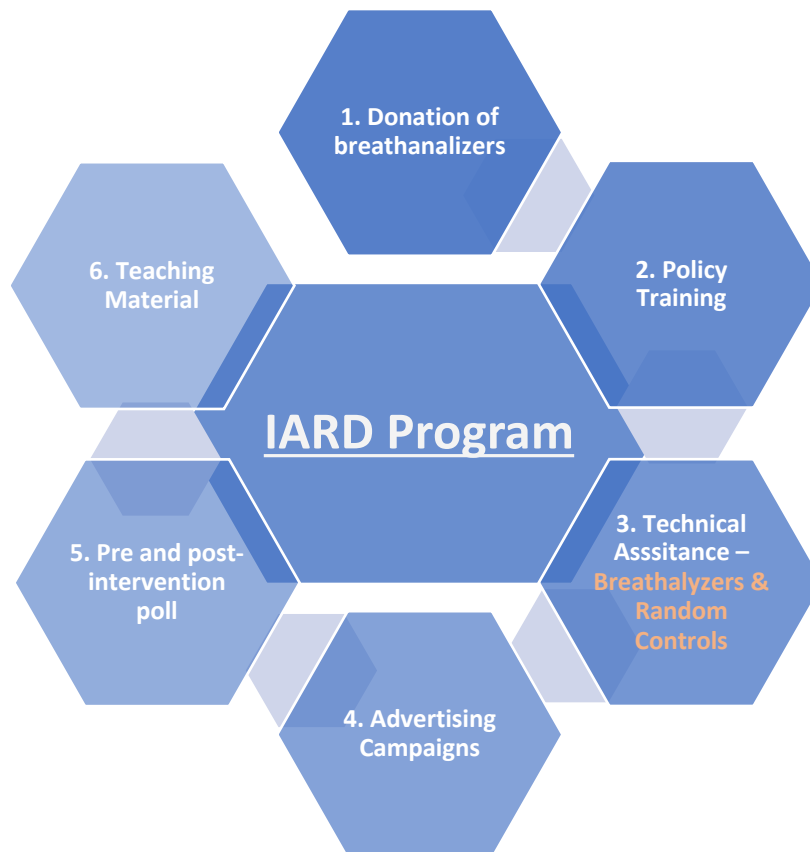 1. Donation of
breathanalizers
2. Policy
Training
3. Technical
Asssitance –
Breathalyzers &
Random
Controls
4. Advertising
Campaigns
5. Pre and post-
intervention
poll
6. Teaching
Material
IARD Program